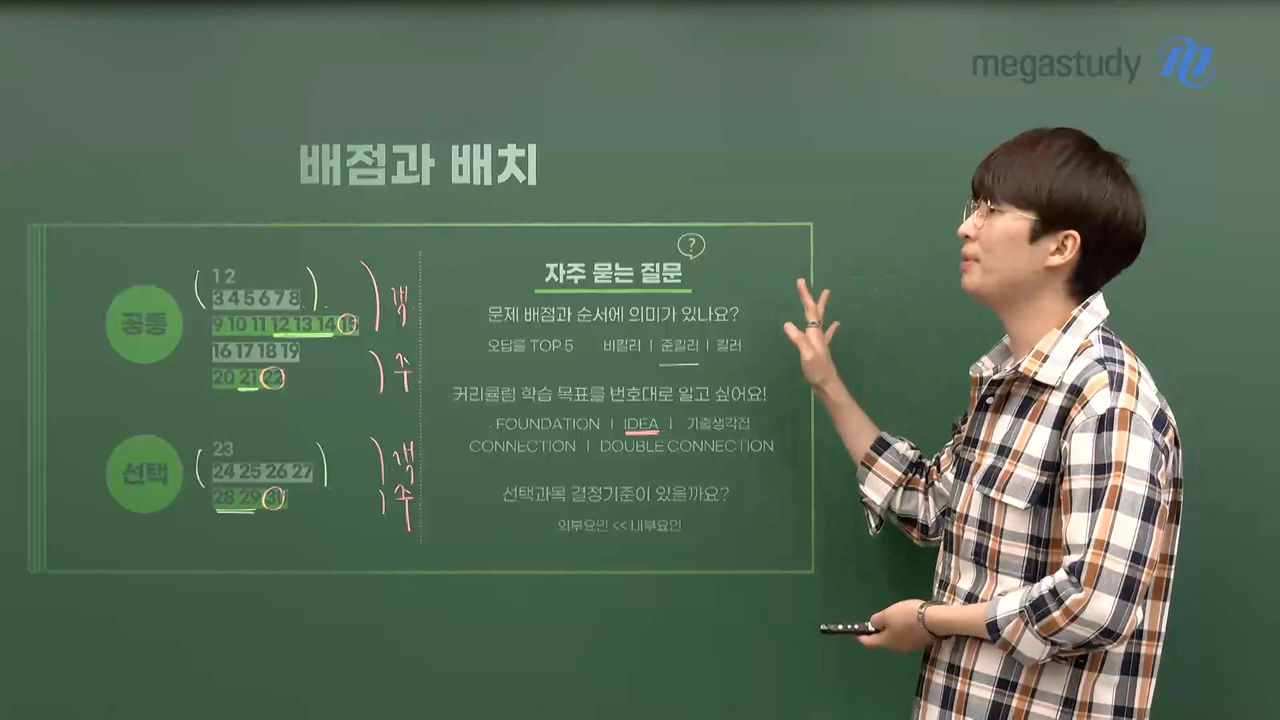 megastudy
배점과 배치
공통
1 2
3 4 5 6 7 8
9 10 11 12 13 14 15
16 17 18 19
20 21 22
객
주
선택
23
24 25 26 27
28 29 30
객
주
?
자주 묻는 질문
문제 배점과 순서에 의미가 있나요?
오답률 TOP 5 비킬러 | 준킬러 | 킬러
커리큘럼 학습 목표를 번호대로 알고 싶어요!
FOUNDATION | IDEA | 기출생각집
CONNECTION | DOUBLE CONNECTION
선택과목 결정기준이 있을까요?
외부요인 << 내부요인